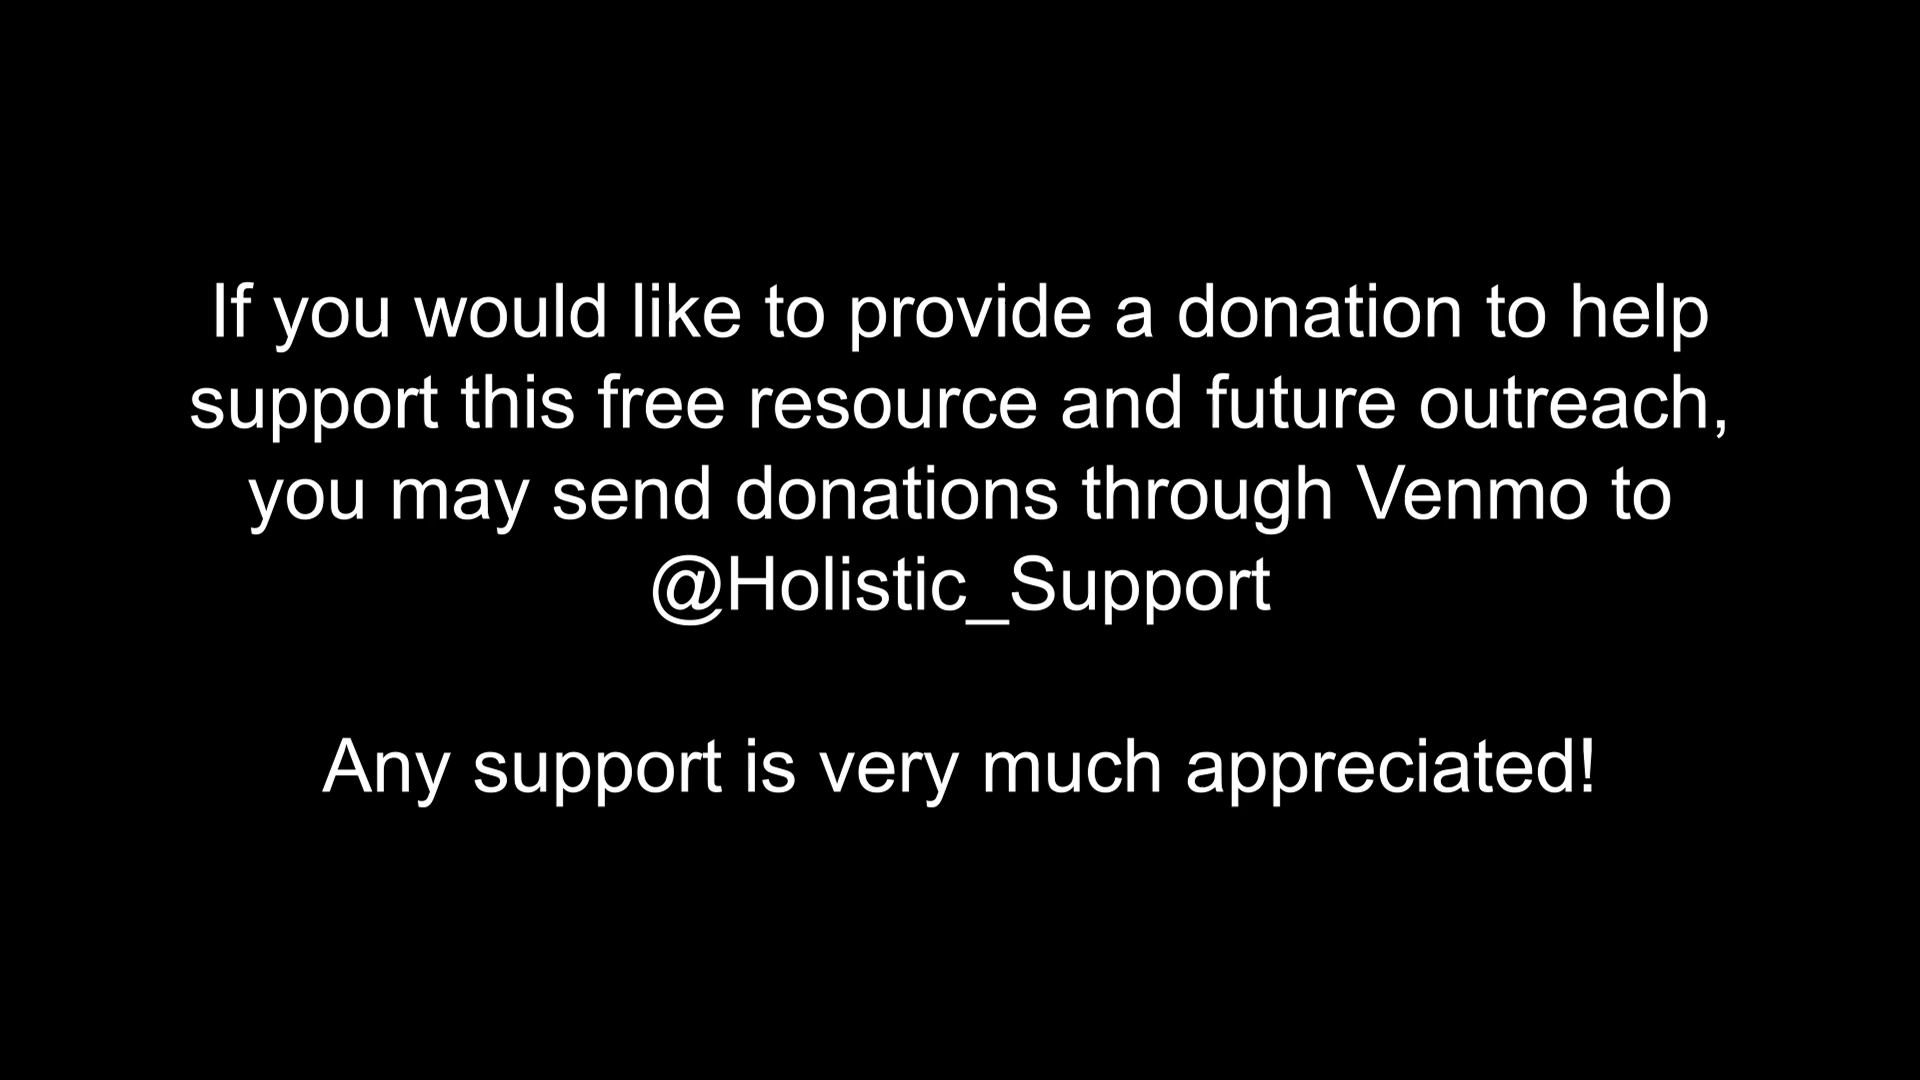 If you would like to provide a donation to help
support this free resource and future outreach,
you may send donations through Venmo to
@Holistic_Support
Any support is very much appreciated!